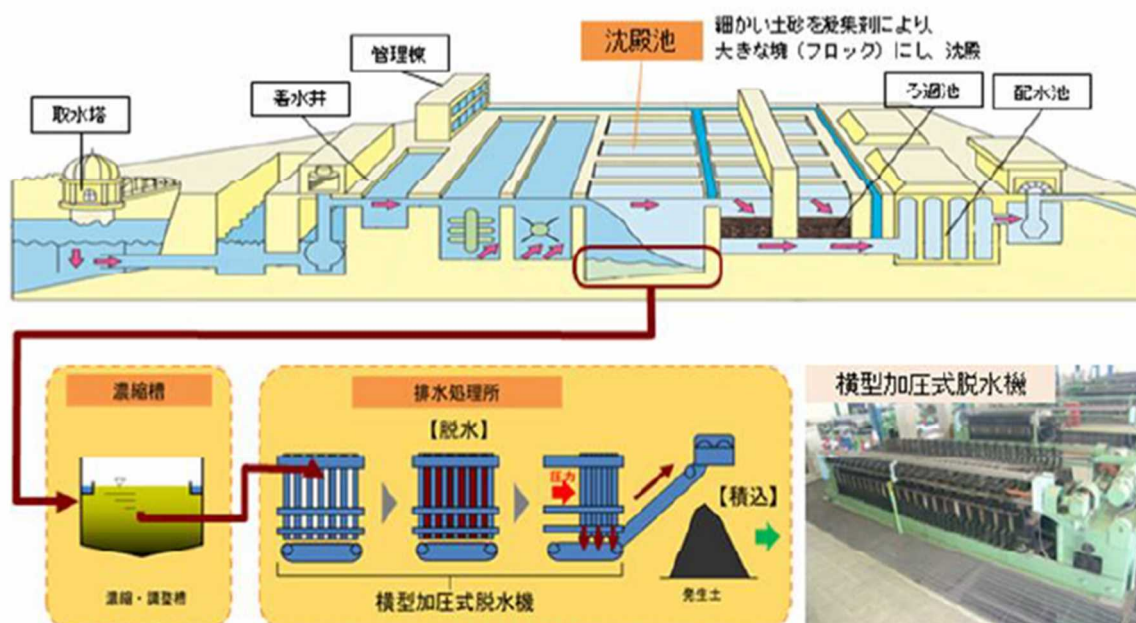 取水塔
着水井
管理棟
沈殿池
細かい土砂を凝集剤により、
大きな塊（フロック）にし、沈殿
ろ過池
配水池
濃縮槽
濃縮・調整槽
排水処理所
【脱水】
圧力
【積込】
横型加圧式脱水機
発生土
横型加圧式脱水機